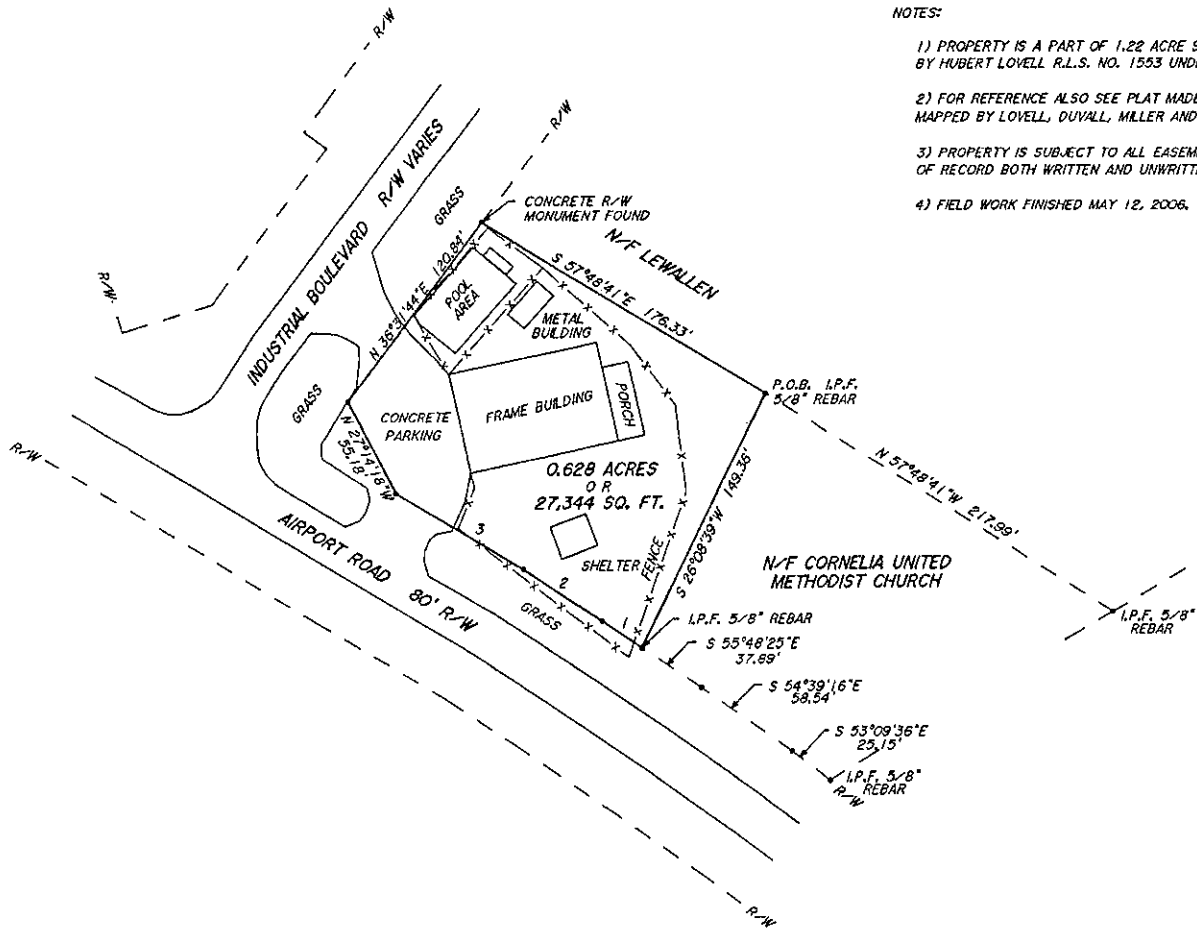 NOTES:
1) PROPERTY IS A PART OF 1.22 ACRE
BY HUBERT LOVELL R.L.S. NO. 1553
2) FOR REFERENCE ALSO SEE PLAT
MAPPED BY LOVELL, DUVALL, MILLER AND
3) PROPERTY IS SUBJECT TO ALL
OF RECORD BOTH WRITTEN AND
4) FIELD WORK FINISHED MAY 12, 2006.
R/W
R/W
R/W
INDUSTRIAL BOULEVARD R/W VARIES
GRASS
CONCRETE R/W
MONUMENT FOUND
N/F LEWALLEN
S 57°48'41"E 176.33'
N 36°31'44"E 120.84'
POOL
AREA
METAL
BUILDING
P.O.B. I.P.F.
5/8" REBAR
GRASS
CONCRETE
PARKING
FRAME BUILDING
PORCH
N 27°14'18"W
55.18'
0.628 ACRES
OR
27,344 SQ. FT.
S 26°08'39"W 149.36'
N 57°48'41"W 217.99'
R/W
AIRPORT ROAD 80' R/W
3
2
1
SHELTER
FENCE
GRASS
N/F CORNELIA UNITED
METHODIST CHURCH
I.P.F. 5/8"
REBAR
I.P.F. 5/8" REBAR
S 55°48'25"E
37.89'
S 54°39'16"E
58.54'
S 53°09'36"E
25.15'
I.P.F. 5/8"
REBAR
R/W
R/W